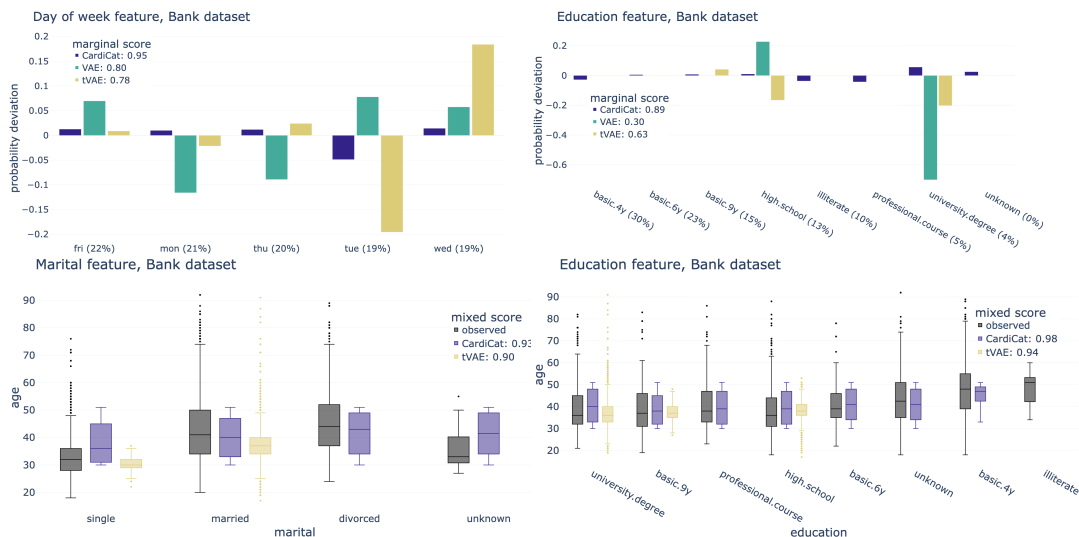 Day of week feature, Bank dataset
marginal score
CardiCat: 0.95
VAE: 0.80
tVAE: 0.78
probability deviation
0.2
0.15
0.1
0.05
0
−0.05
−0.1
−0.15
−0.2
fri (22%)
mon (21%)
thu (20%)
tue (19%)
wed (19%)
Education feature, Bank dataset
marginal score
CardiCat: 0.89
VAE: 0.30
tVAE: 0.63
probability deviation
0.2
0
−0.2
−0.4
−0.6
basic.4y (30%)
basic.6y (23%)
basic.9y (15%)
high.school (13%)
illiterate (10%)
professional.course (5%)
university.degree (4%)
unknown (0%)
Marital feature, Bank dataset
mixed score
observed
CardiCat: 0.93
tVAE: 0.90
age
90
80
70
60
50
40
30
20
single
married
divorced
unknown
marital
Education feature, Bank dataset
mixed score
observed
CardiCat: 0.98
tVAE: 0.94
age
90
80
70
60
50
40
30
20
university.degree
basic.9y
professional.course
high.school
basic.6y
unknown
basic.4y
illiterate
education